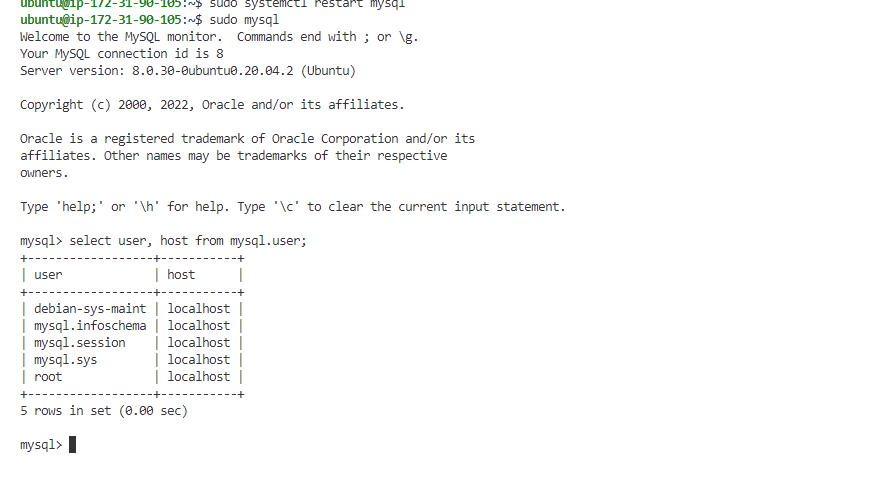 ubuntu@ip-172-31-90-105:~$ sudo systemctl restart mysql
ubuntu@ip-172-31-90-105:~$ sudo mysql
Welcome to the MySQL monitor.  Commands end with ; or \g.
Your MySQL connection id is 8
Server version: 8.0.30-0ubuntu0.20.04.2 (Ubuntu)

Copyright (c) 2000, 2022, Oracle and/or its affiliates.

Oracle is a registered trademark of Oracle Corporation and/or its
affiliates. Other names may be trademarks of their respective
owners.

Type 'help;' or '\h' for help. Type '\c' to clear the current input statement.

mysql> select user, host from mysql.user;
+------------------+-----------+
| user             | host      |
+------------------+-----------+
| debian-sys-maint | localhost |
| mysql.infoschema | localhost |
| mysql.session    | localhost |
| mysql.sys        | localhost |
| root             | localhost |
+------------------+-----------+
5 rows in set (0.00 sec)

mysql>